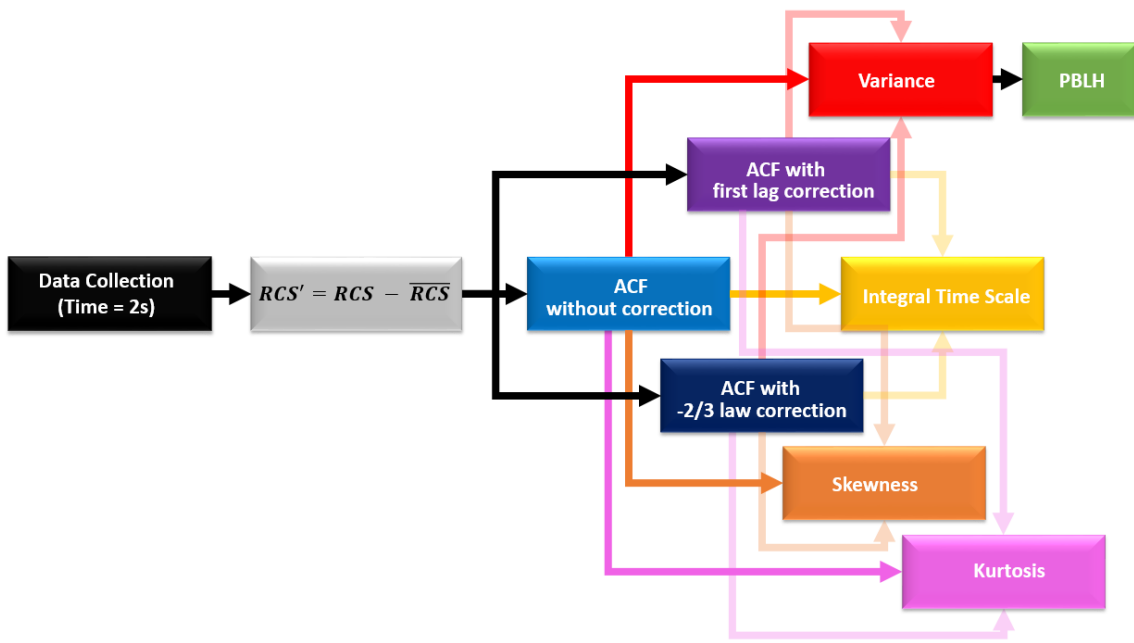 Variance
PBLH
ACF with
first lag correction
Data Collection
(Time = 2s)
RCS′ = RCS − \overline{RCS}
ACF
without correction
Integral Time Scale
ACF with
-2/3 law correction
Skewness
Kurtosis